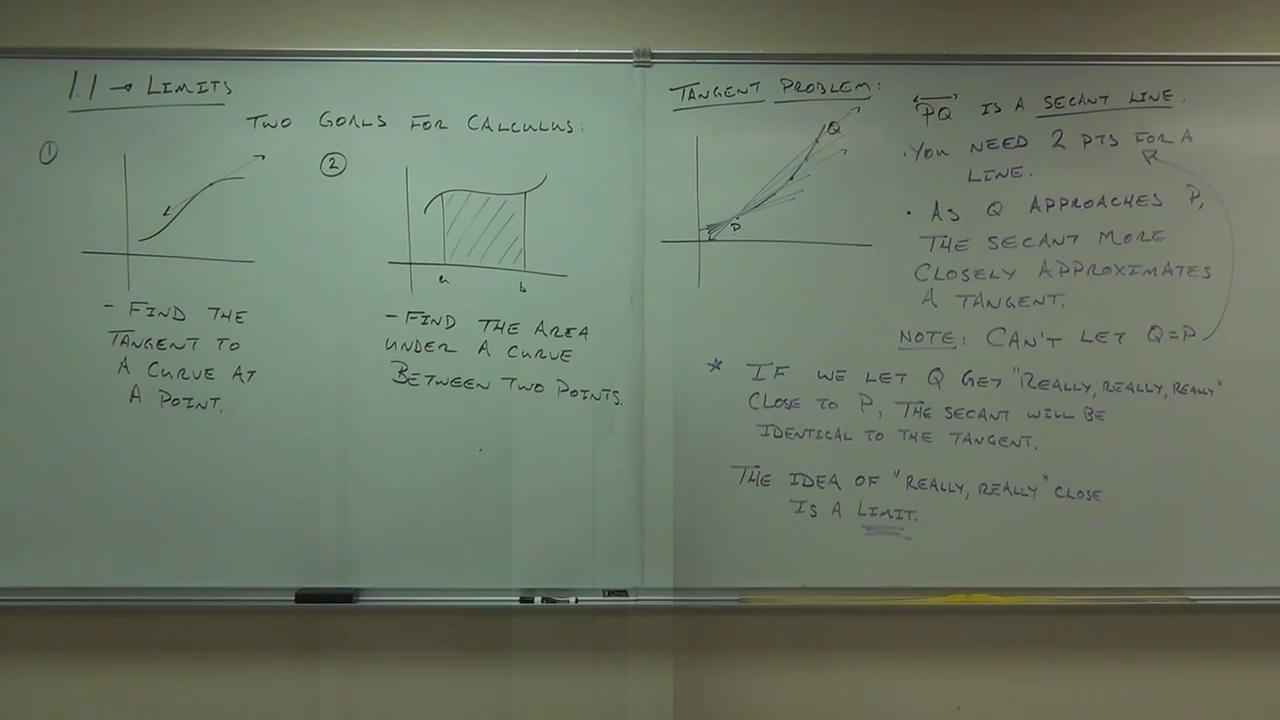 1.1 → LIMITS
TWO GOALS FOR CALCULUS:
①
②
a
b
- FIND THE
TANGENT TO
A CURVE AT
A POINT.
- FIND THE AREA
UNDER A CURVE
BETWEEN TWO POINTS.
TANGENT PROBLEM:
Q
P
PQ IS A SECANT LINE.
·YOU NEED 2 PTS FOR A
LINE.
· AS Q APPROACHES P,
THE SECANT MORE
CLOSELY APPROXIMATES
A TANGENT.
NOTE: CAN'T LET Q=P
* IF WE LET Q GET "REALLY, REALLY, REALLY"
CLOSE TO P, THE SECANT WILL BE
IDENTICAL TO THE TANGENT.
THE IDEA OF "REALLY, REALLY" CLOSE
IS A LIMIT.